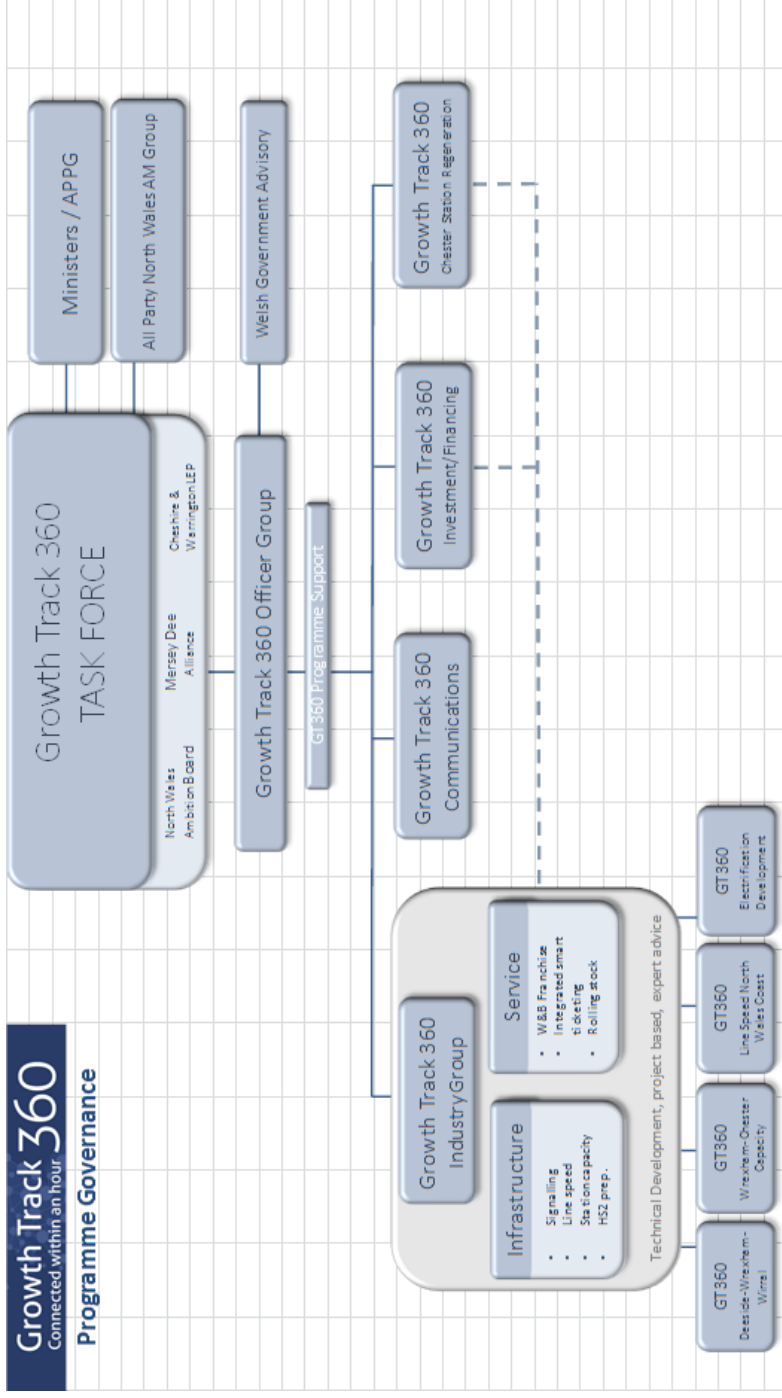 Growth Track 360
Connected within an hour
Programme Governance
Growth Track 360
TASK FORCE
North Wales
Ambition Board
Mersey Dee
Alliance
Cheshire &
Warrington LEP
Ministers / APPG
All Party North Wales AM Group
Growth Track 360 Officer Group
Welsh Government Advisory
GT360 Programme Support
Growth Track 360
Industry Group
Infrastructure
• Signalling
• Line speed
• Station capacity
• HS2 prep.
Service
• W&B Franchize
• Integrated smart
ticketing
• Rolling stock
Technical Development, project based, expert advice
Growth Track 360
Communications
Growth Track 360
Investment/Financing
Growth Track 360
Chester Station Regeneration
GT360
Deeside-Wrexham-
Wirral
GT360
Wrexham-Chester
Capacity
GT360
Line Speed North
Wales Coast
GT360
Electrification
Development